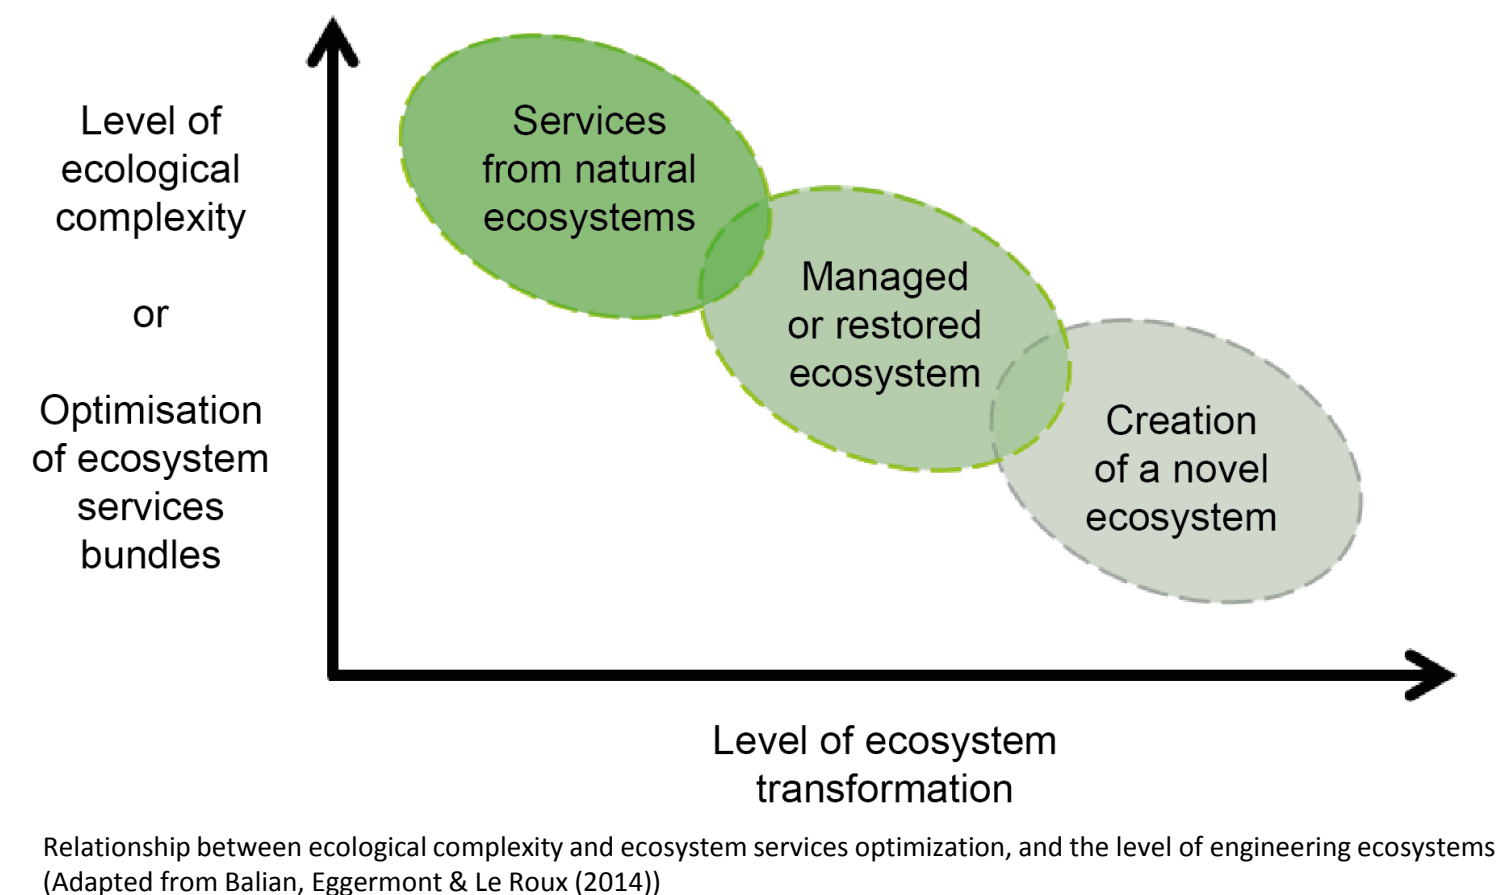 Level of
ecological
complexity
or
Optimisation
of ecosystem
services
bundles
Services
from natural
ecosystems
Managed
or restored
ecosystem
Creation
of a novel
ecosystem
Level of ecosystem
transformation
Relationship between ecological complexity and ecosystem services optimization, and the level of engineering ecosystems
(Adapted from Balian, Eggermont & Le Roux (2014))